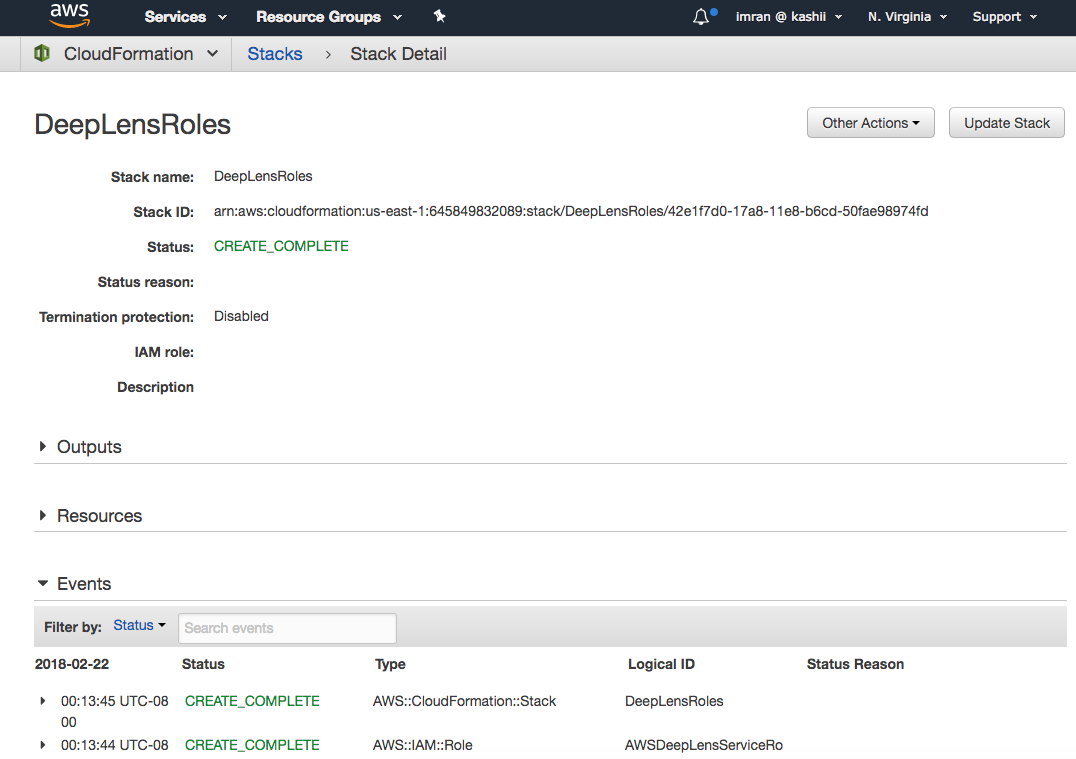 aws Services Resource Groups imran @ kashii N. Virginia Support
CloudFormation Stacks › Stack Detail
DeepLensRoles Other Actions Update Stack
Stack name: DeepLensRoles
Stack ID: arn:aws:cloudformation:us-east-1:645849832089:stack/DeepLensRoles/42e1f7d0-17a8-11e8-b6cd-50fae98974fd
Status: CREATE_COMPLETE
Status reason:
Termination protection: Disabled
IAM role:
Description
Outputs
Resources
Events
Filter by: Status Search events
2018-02-22 Status Type Logical ID Status Reason
00:13:45 UTC-08 CREATE_COMPLETE AWS::CloudFormation::Stack DeepLensRoles
00
00:13:44 UTC-08 CREATE_COMPLETE AWS::IAM::Role AWSDeepLensServiceRo